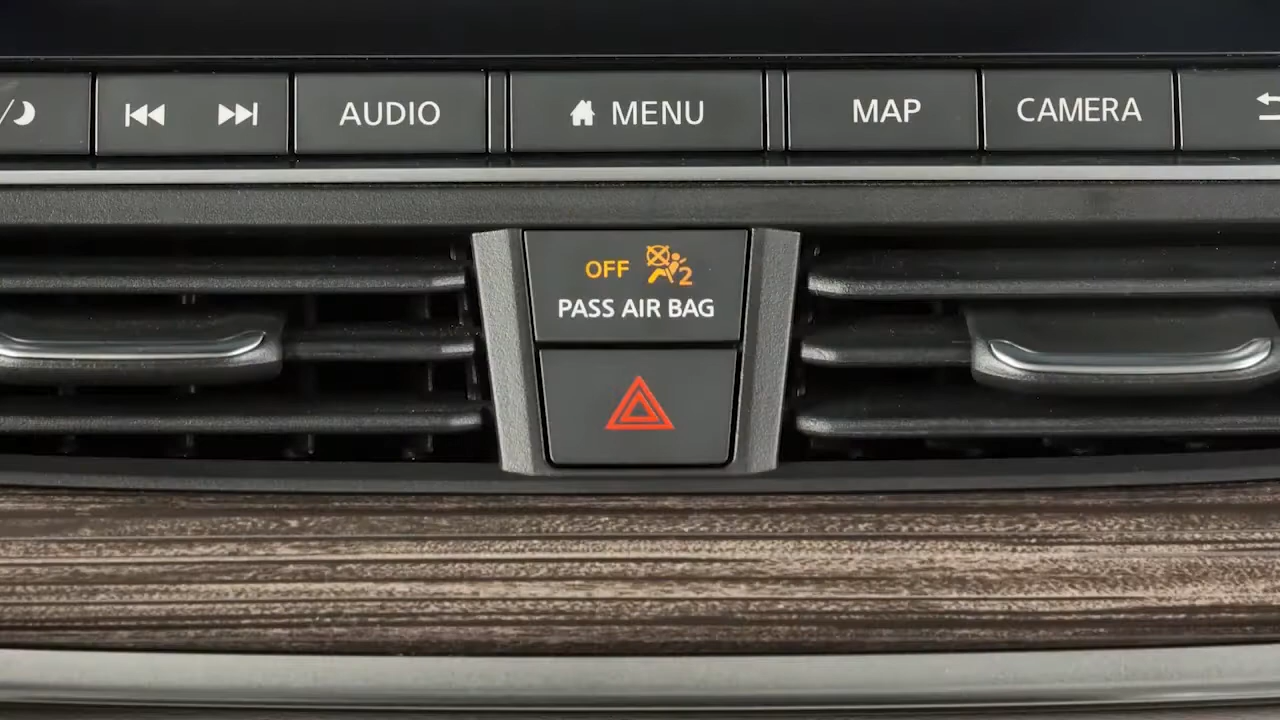 AUDIO
MENU
MAP
CAMERA
OFF 2
PASS AIR BAG